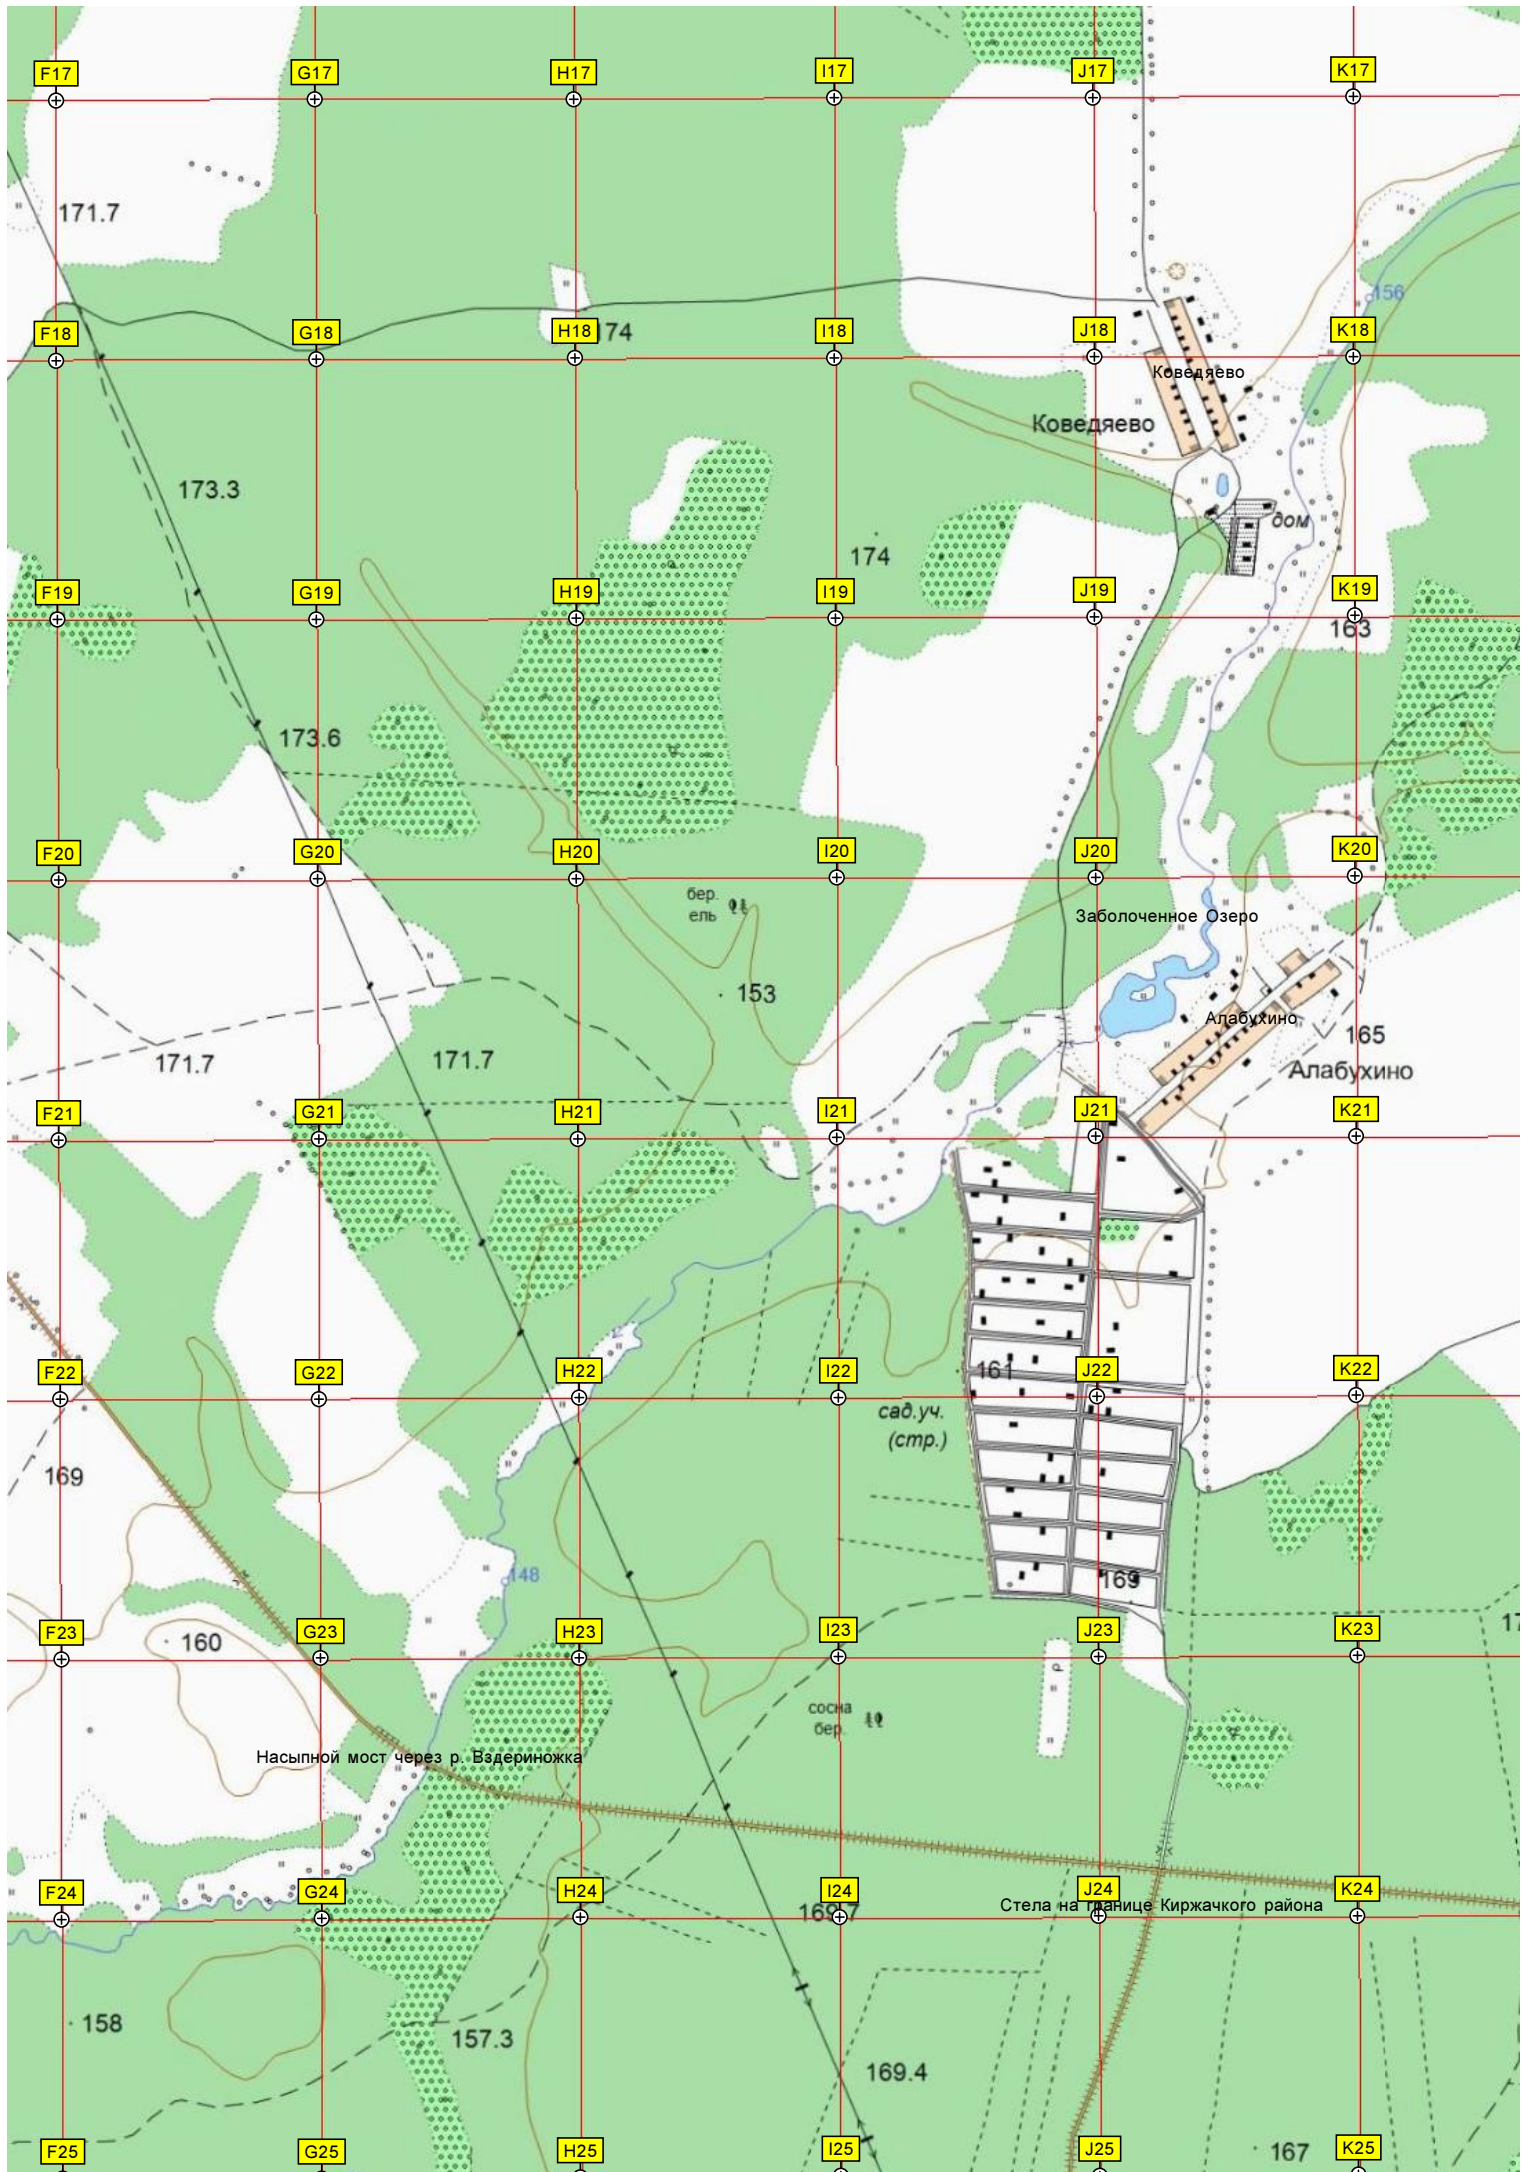 F17
G17
H17
I17
J17
K17
171.7
156
F18
G18
H18
174
I18
J18
K18
Коведяево
Коведяево
173.3
дом
174
F19
G19
H19
I19
J19
K19
163
173.6
F20
G20
H20
I20
J20
K20
бер.
ель
Заболоченное Озеро
153
Алабухино
165
171.7
171.7
Алабухино
F21
G21
H21
I21
J21
K21
F22
G22
H22
I22
161
J22
K22
сад.уч.
(стр.)
169
148
169
F23
160
G23
H23
I23
J23
K23
17
р
сосна
бер.
Насыпной мост через р. Вздериножка
F24
G24
H24
I24
J24
K24
169.7
Стела на границе Киржачкого района
158
157.3
169.4
F25
G25
H25
I25
J25
167
K25